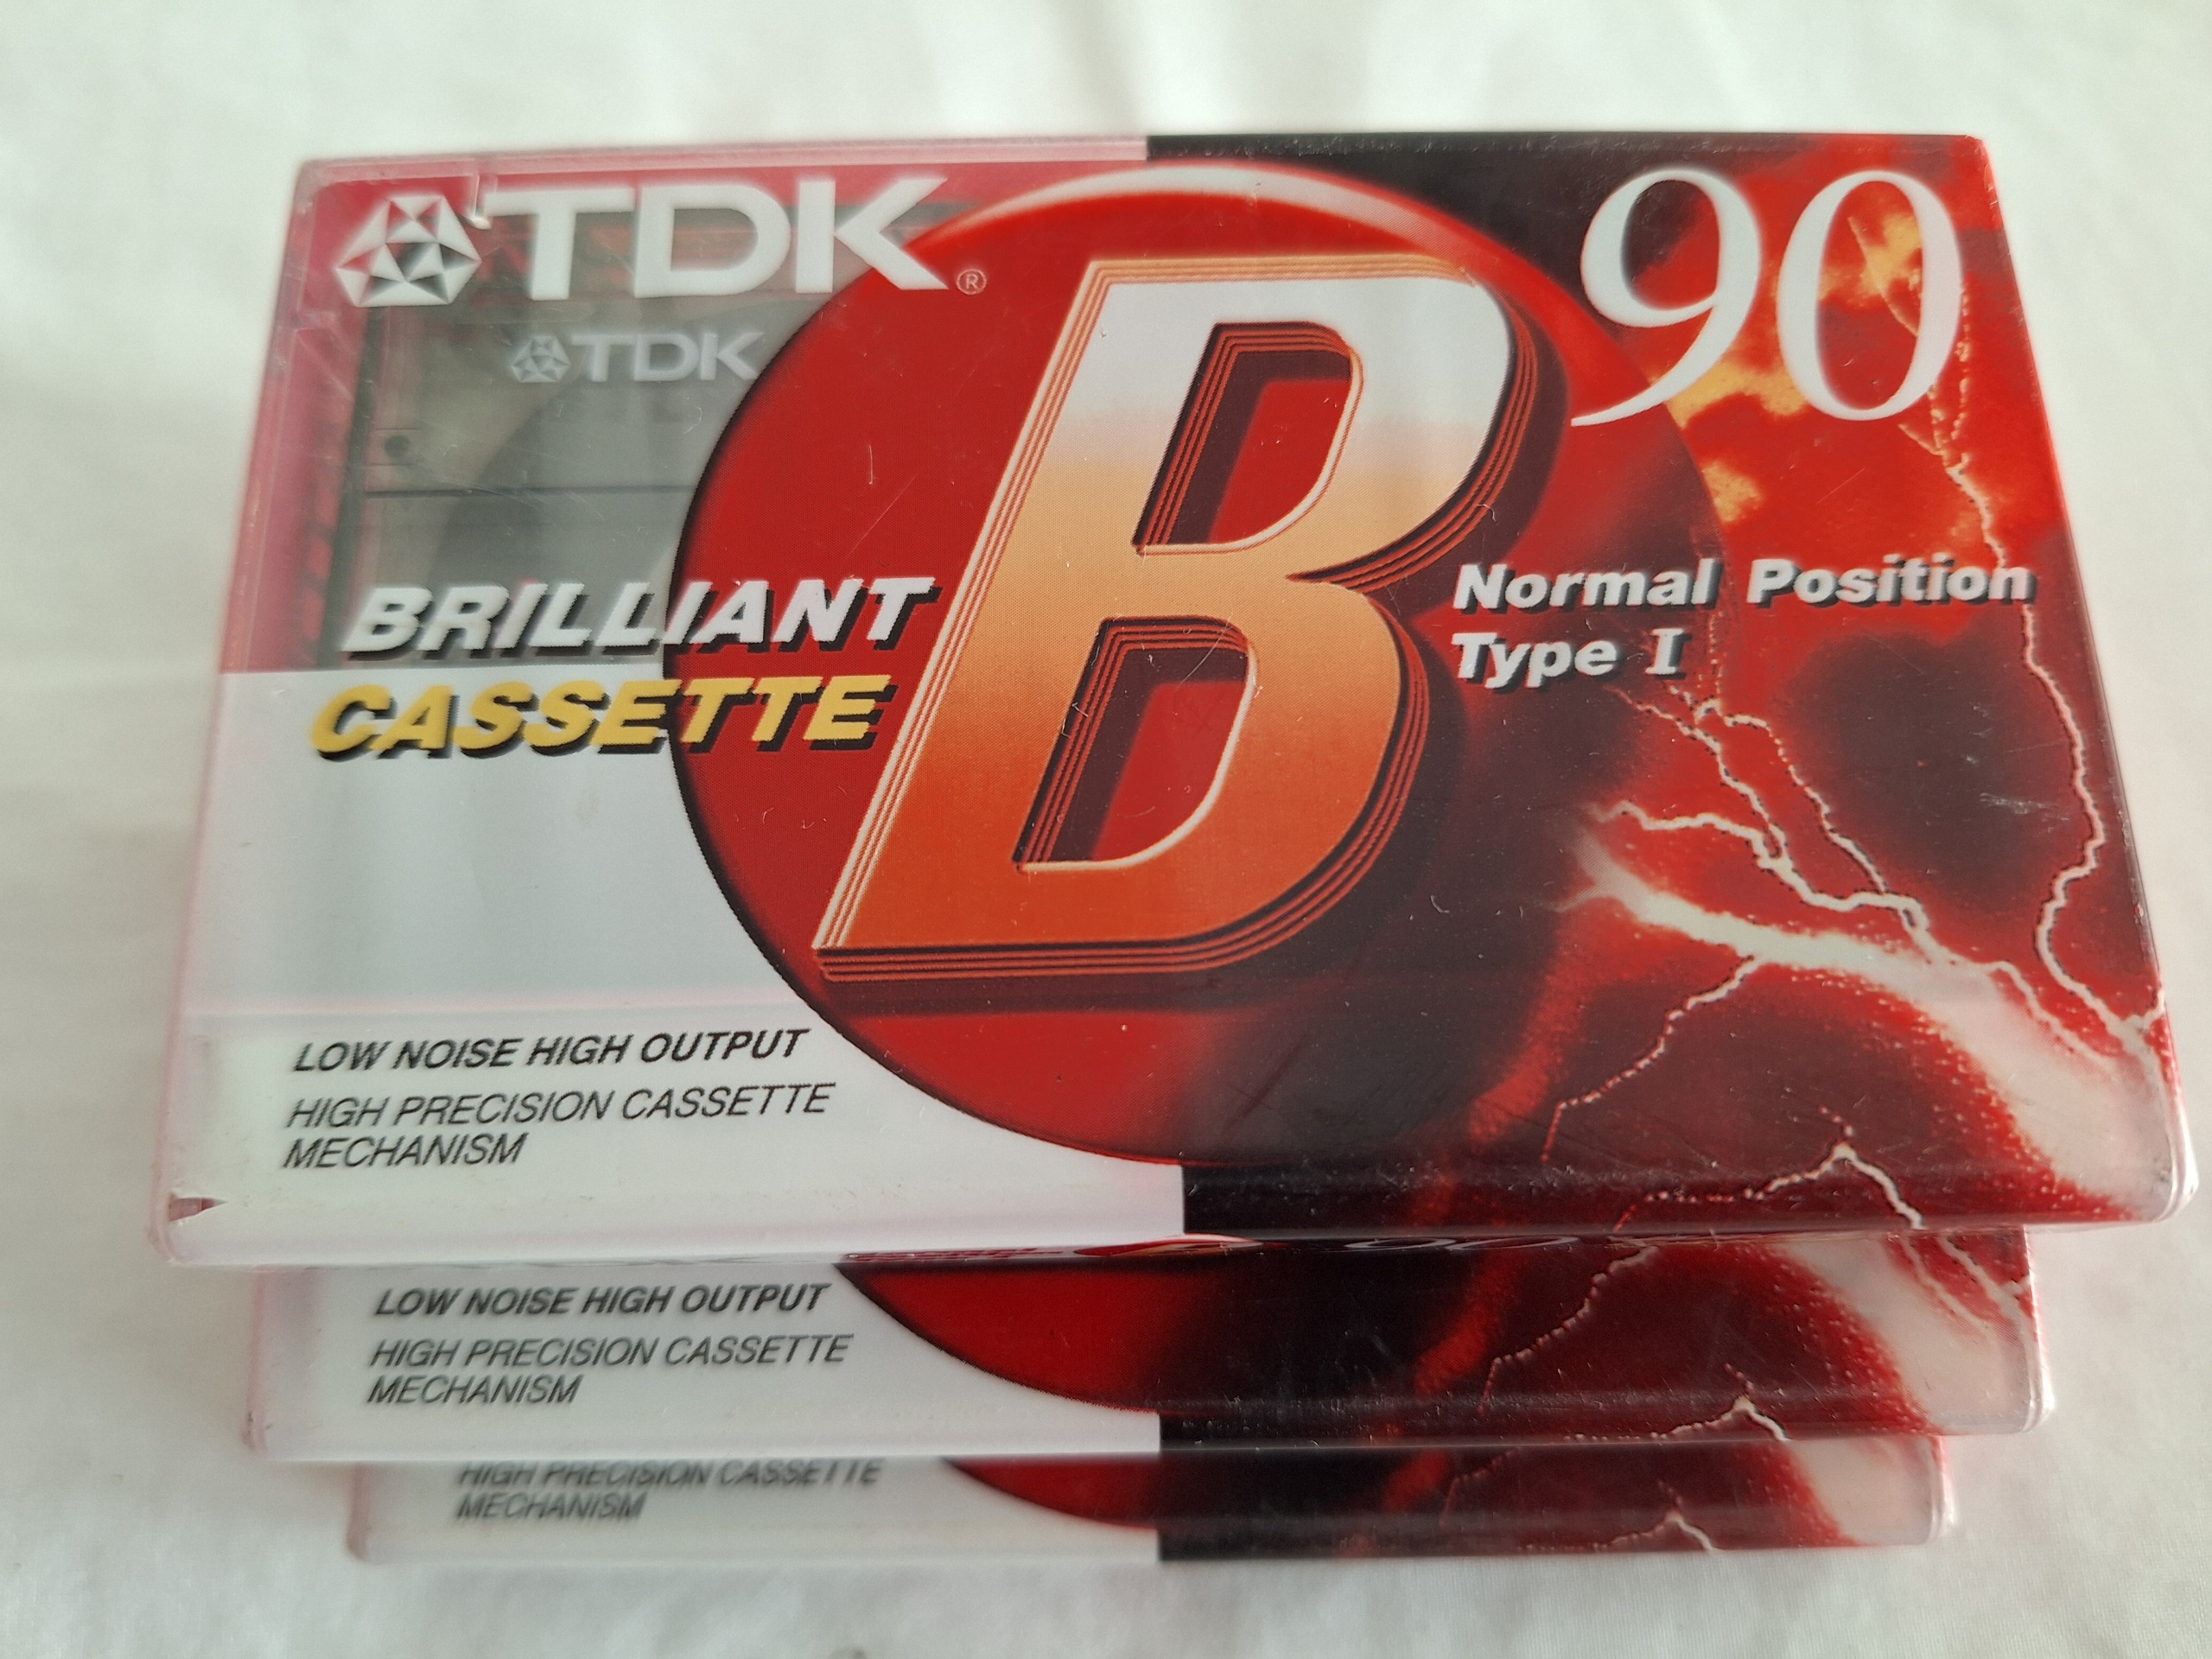 TDK®
90
TDK
B
BRILLIANT
CASSETTE
Normal Position
Type I
LOW NOISE HIGH OUTPUT
HIGH PRECISION CASSETTE
MECHANISM
LOW NOISE HIGH OUTPUT
HIGH PRECISION CASSETTE
MECHANISM
HIGH PRECISION CASSETTE
MECHANISM